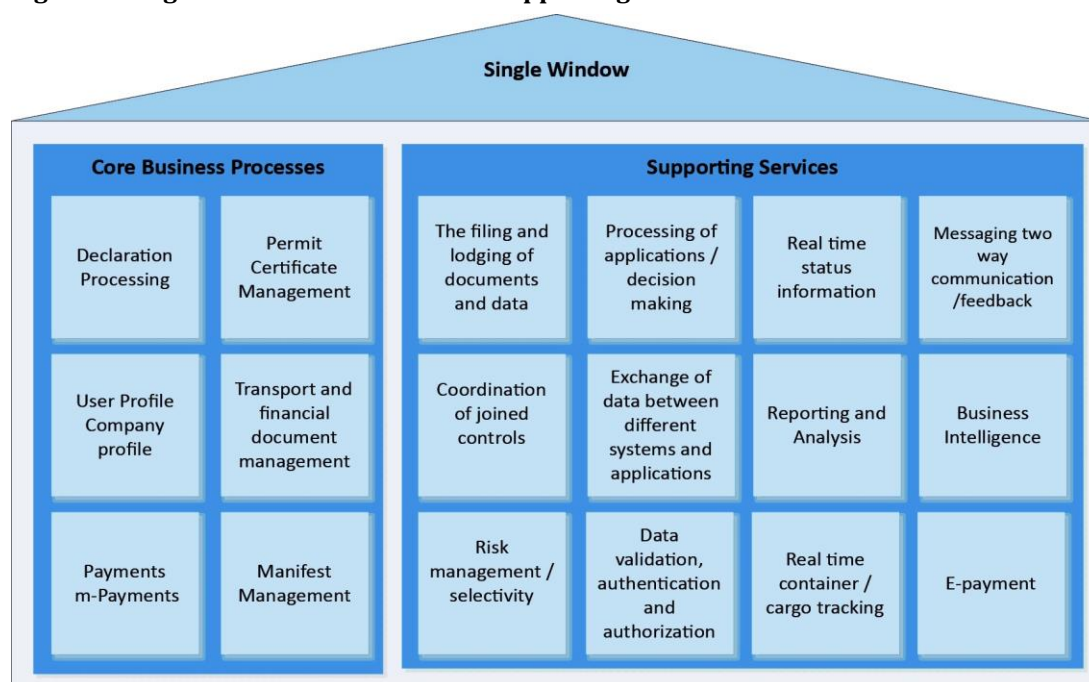 Single Window
Core Business Processes
Declaration
Processing
Permit
Certificate
Management
User Profile
Company
profile
Transport and
financial
document
management
Payments
m-Payments
Manifest
Management
Supporting Services
The filing and
lodging of
documents
and data
Processing of
applications /
decision
making
Real time
status
information
Messaging two
way
communication
/feedback
Coordination
of joined
controls
Exchange of
data between
different
systems and
applications
Reporting and
Analysis
Business
Intelligence
Risk
management /
selectivity
Data
validation,
authentication
and
authorization
Real time
container /
cargo tracking
E-payment